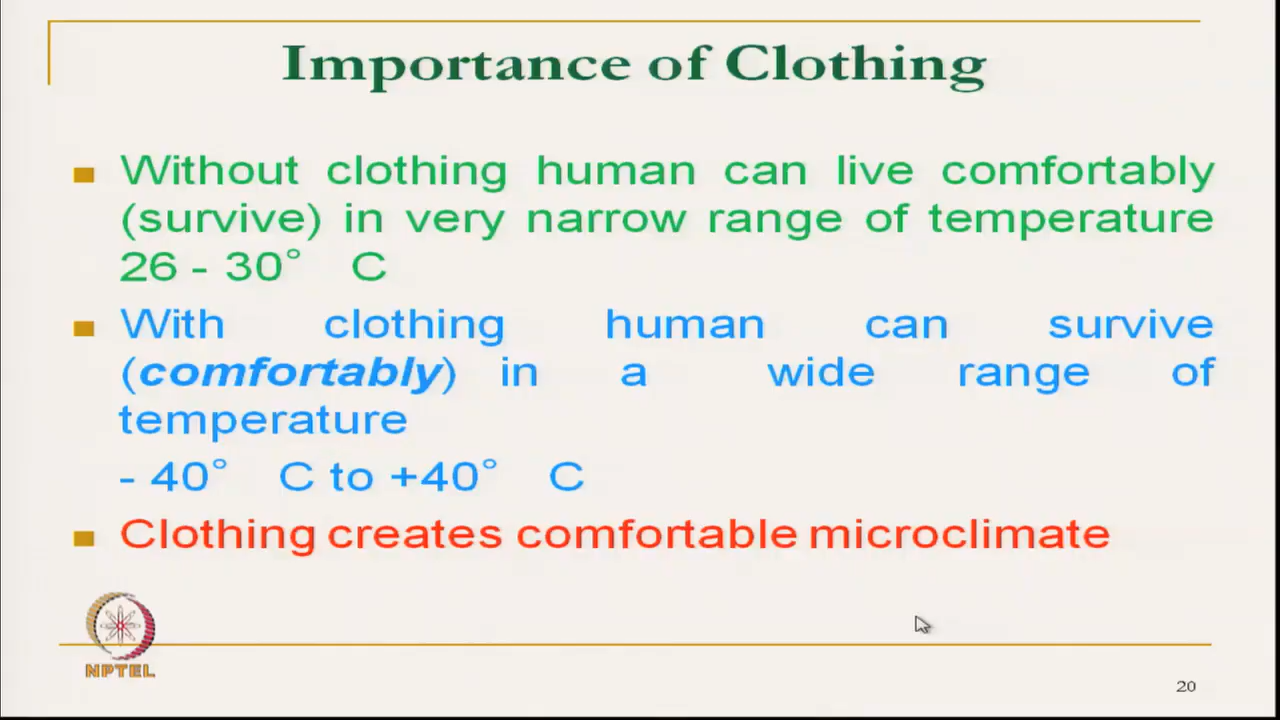 Importance of Clothing
Without clothing human can live comfortably
(survive) in very narrow range of temperature
26 - 30° C
With clothing human can survive
(comfortably) in a wide range of
temperature
- 40° C to +40° C
Clothing creates comfortable microclimate
NPTEL
20